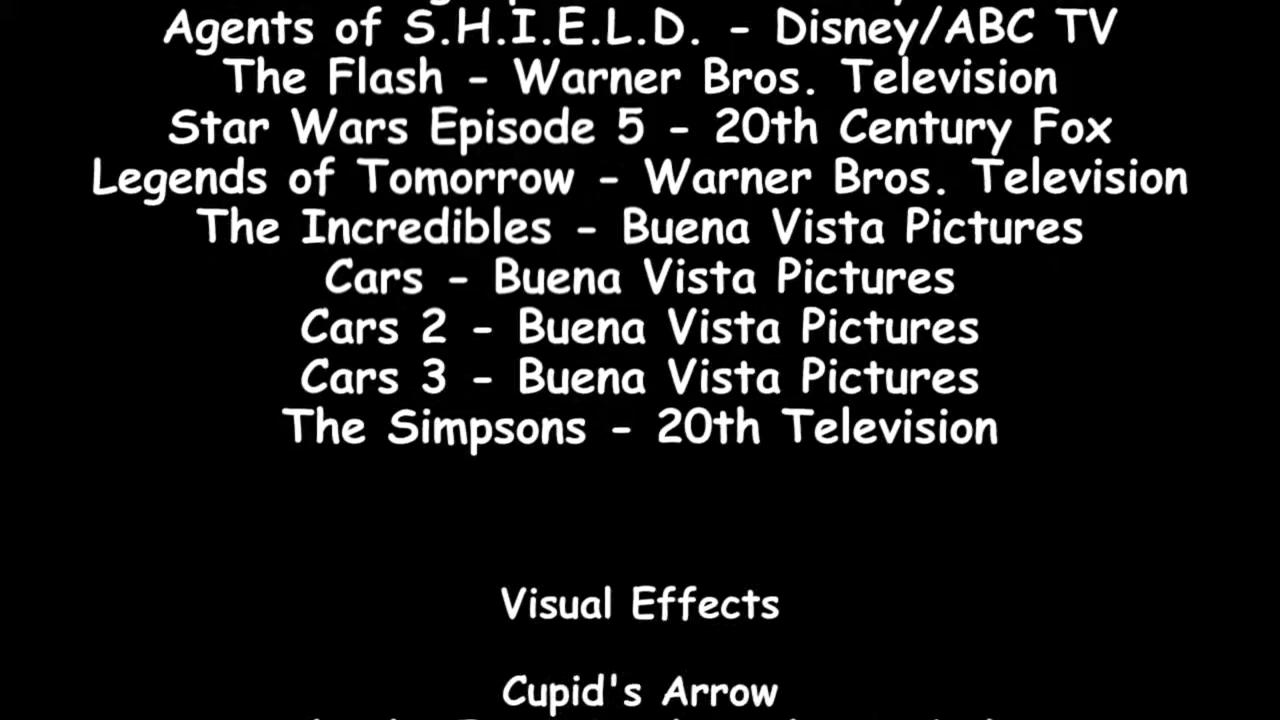 Agents of S.H.I.E.L.D. - Disney/ABC TV
The Flash - Warner Bros. Television
Star Wars Episode 5 - 20th Century Fox
Legends of Tomorrow - Warner Bros. Television
The Incredibles - Buena Vista Pictures
Cars - Buena Vista Pictures
Cars 2 - Buena Vista Pictures
Cars 3 - Buena Vista Pictures
The Simpsons - 20th Television
Visual Effects
Cupid's Arrow